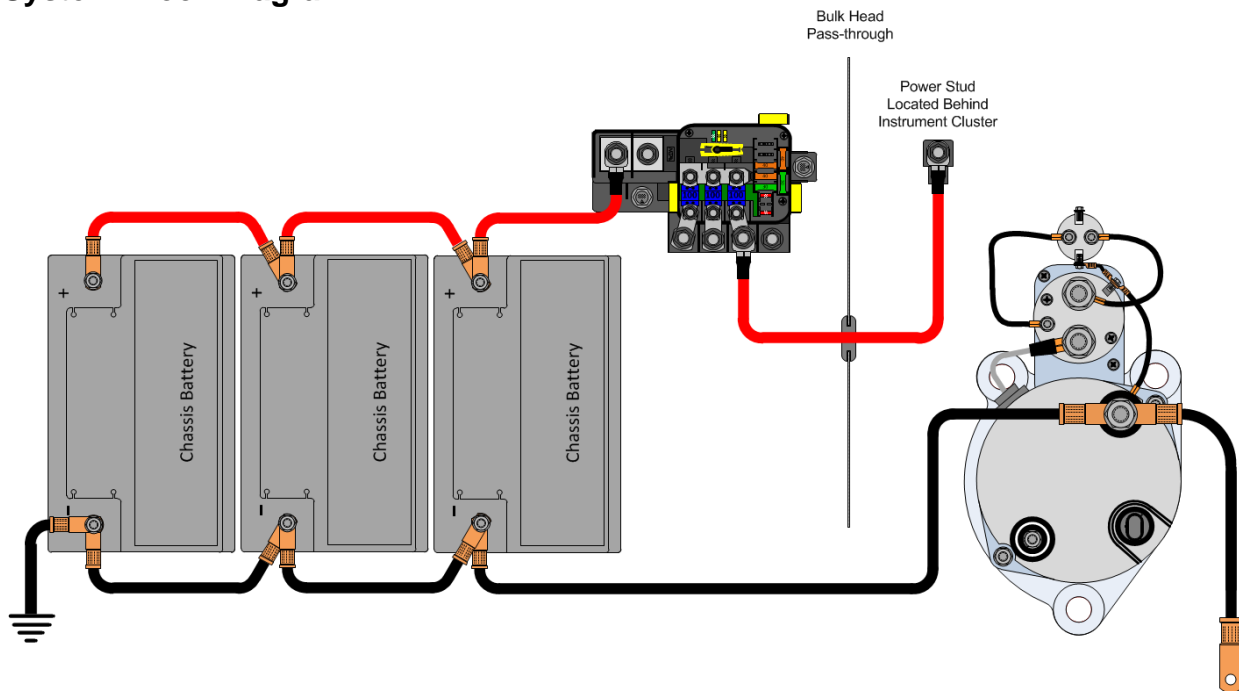 Bulk Head
Pass-through
Power Stud
Located Behind
Instrument Cluster
+
+
+
Chassis Battery
Chassis Battery
Chassis Battery
-
-
-